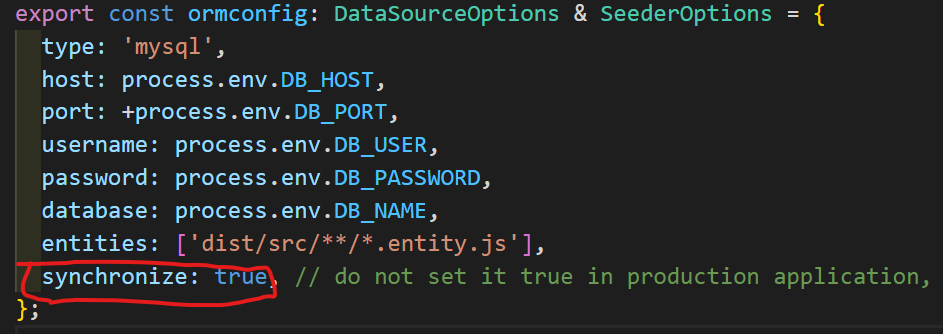 export const ormconfig: DataSourceOptions & SeederOptions = {
type: 'mysql',
host: process.env.DB_HOST,
port: +process.env.DB_PORT,
username: process.env.DB_USER,
password: process.env.DB_PASSWORD,
database: process.env.DB_NAME,
entities: ['dist/src/**/*.entity.js'],
synchronize: true, // do not set it true in production application,
};